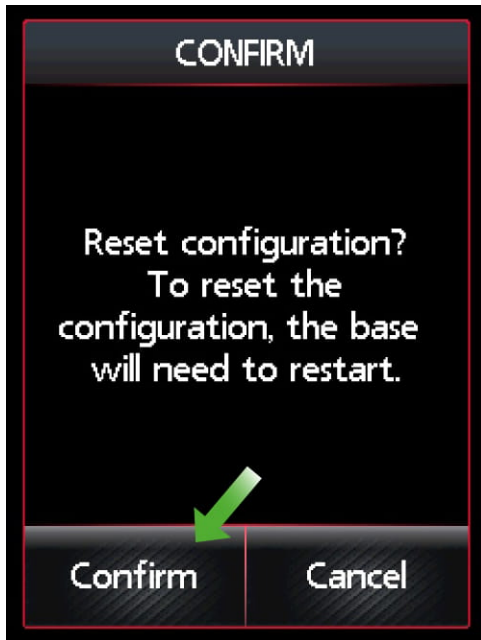 CONFIRM
Reset configuration?
To reset the
configuration, the base
will need to restart.
Confirm
Cancel